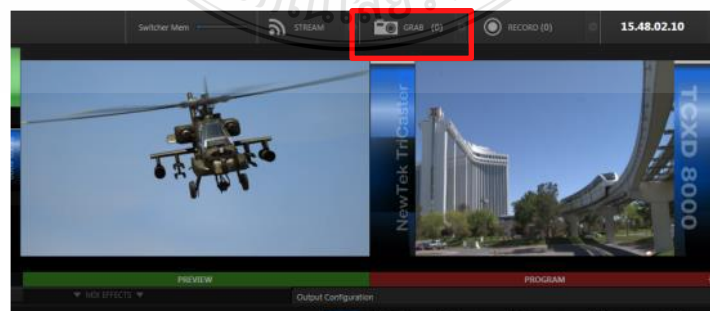 Switcher Mem STREAM GRAB (0) RECORD (0) 15.48.02.10
NewTek TriCaster
TCXD 8000
PREVIEW PROGRAM
▼ M/E EFFECTS ▼ Output Configuration